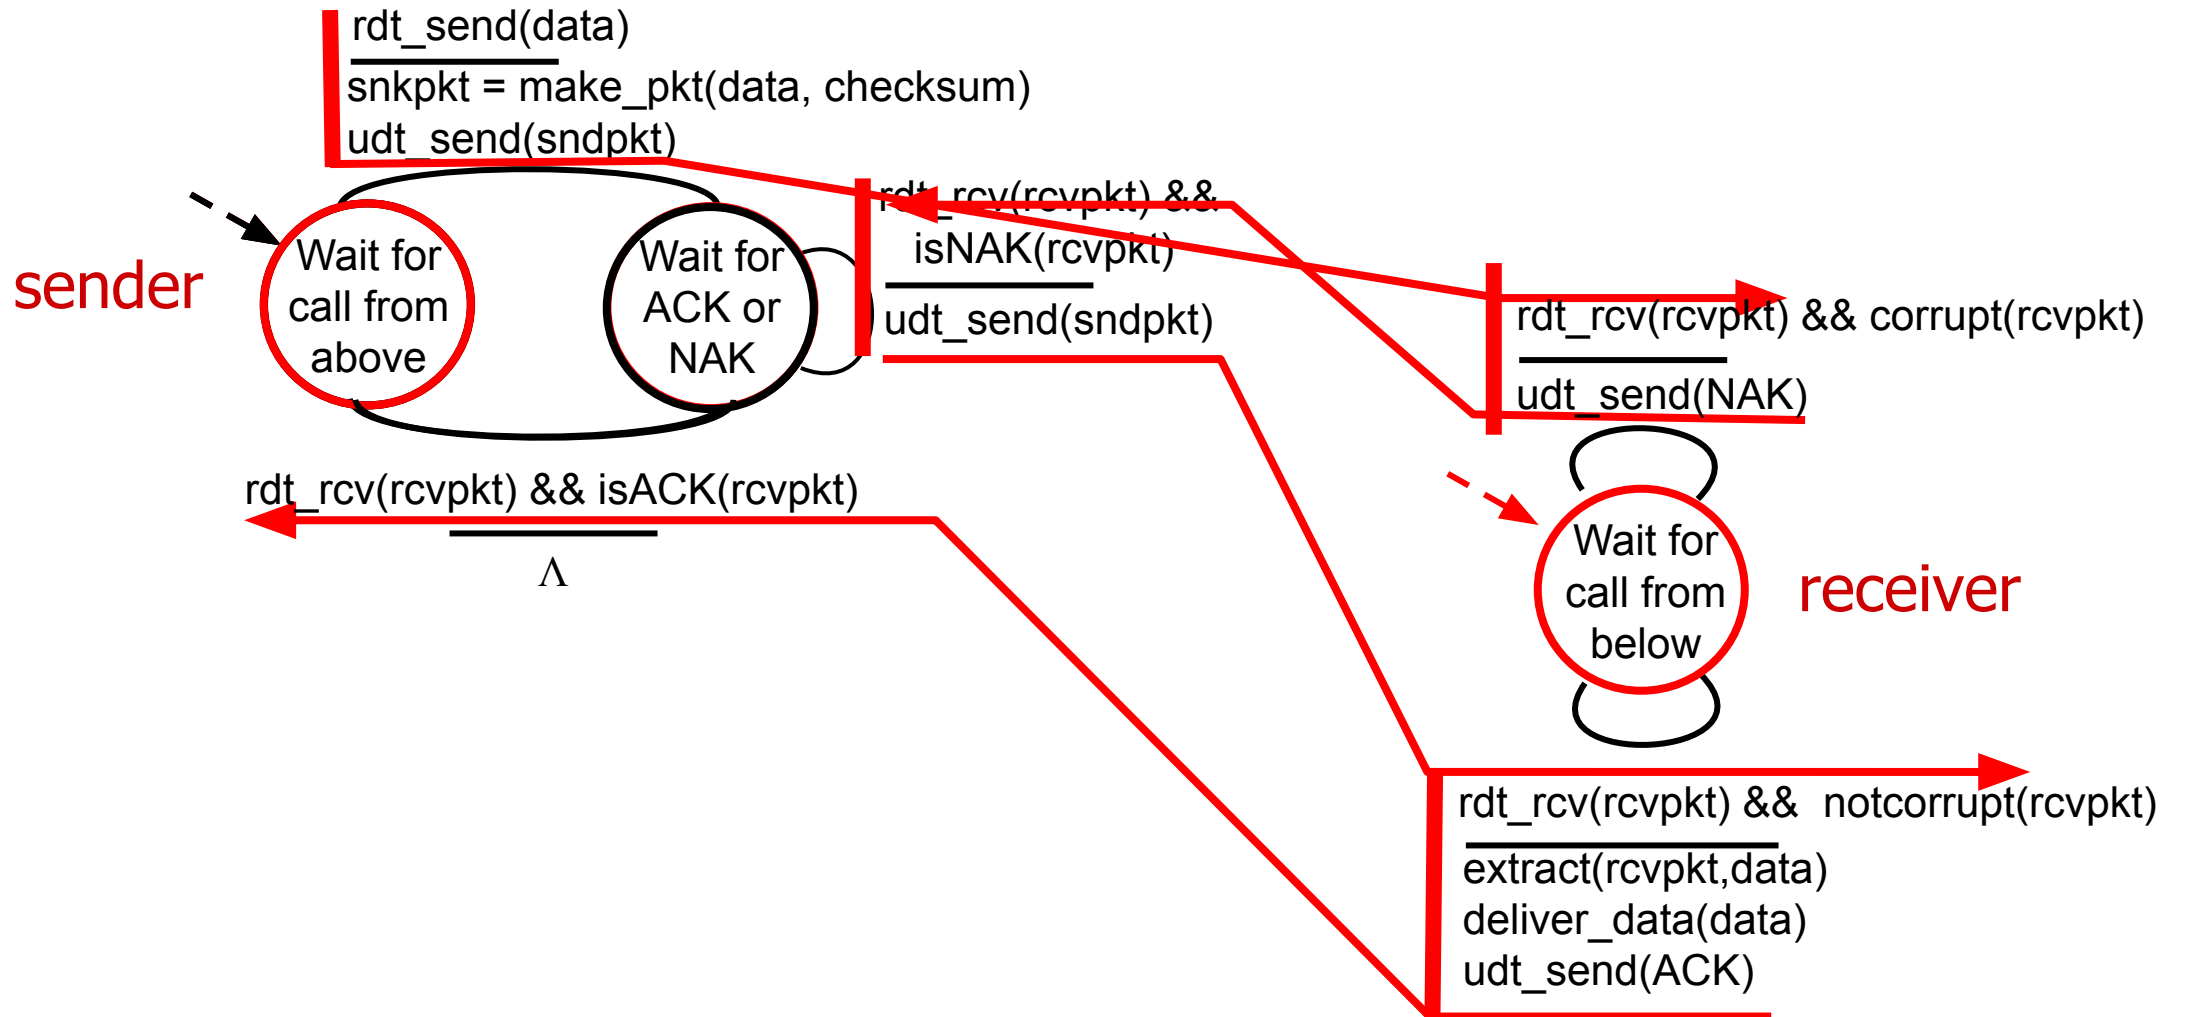 rdt_send(data)
snkpkt = make_pkt(data, checksum)
udt_send(sndpkt)
sender
Wait for
call from
above
Wait for
ACK or
NAK
rdt_rcv(rcvpkt) &&
isNAK(rcvpkt)
udt_send(sndpkt)
rdt_rcv(rcvpkt) && corrupt(rcvpkt)
udt_send(NAK)
rdt_rcv(rcvpkt) && isACK(rcvpkt)
Λ
Wait for
call from
below
receiver
rdt_rcv(rcvpkt) && notcorrupt(rcvpkt)
extract(rcvpkt,data)
deliver_data(data)
udt_send(ACK)